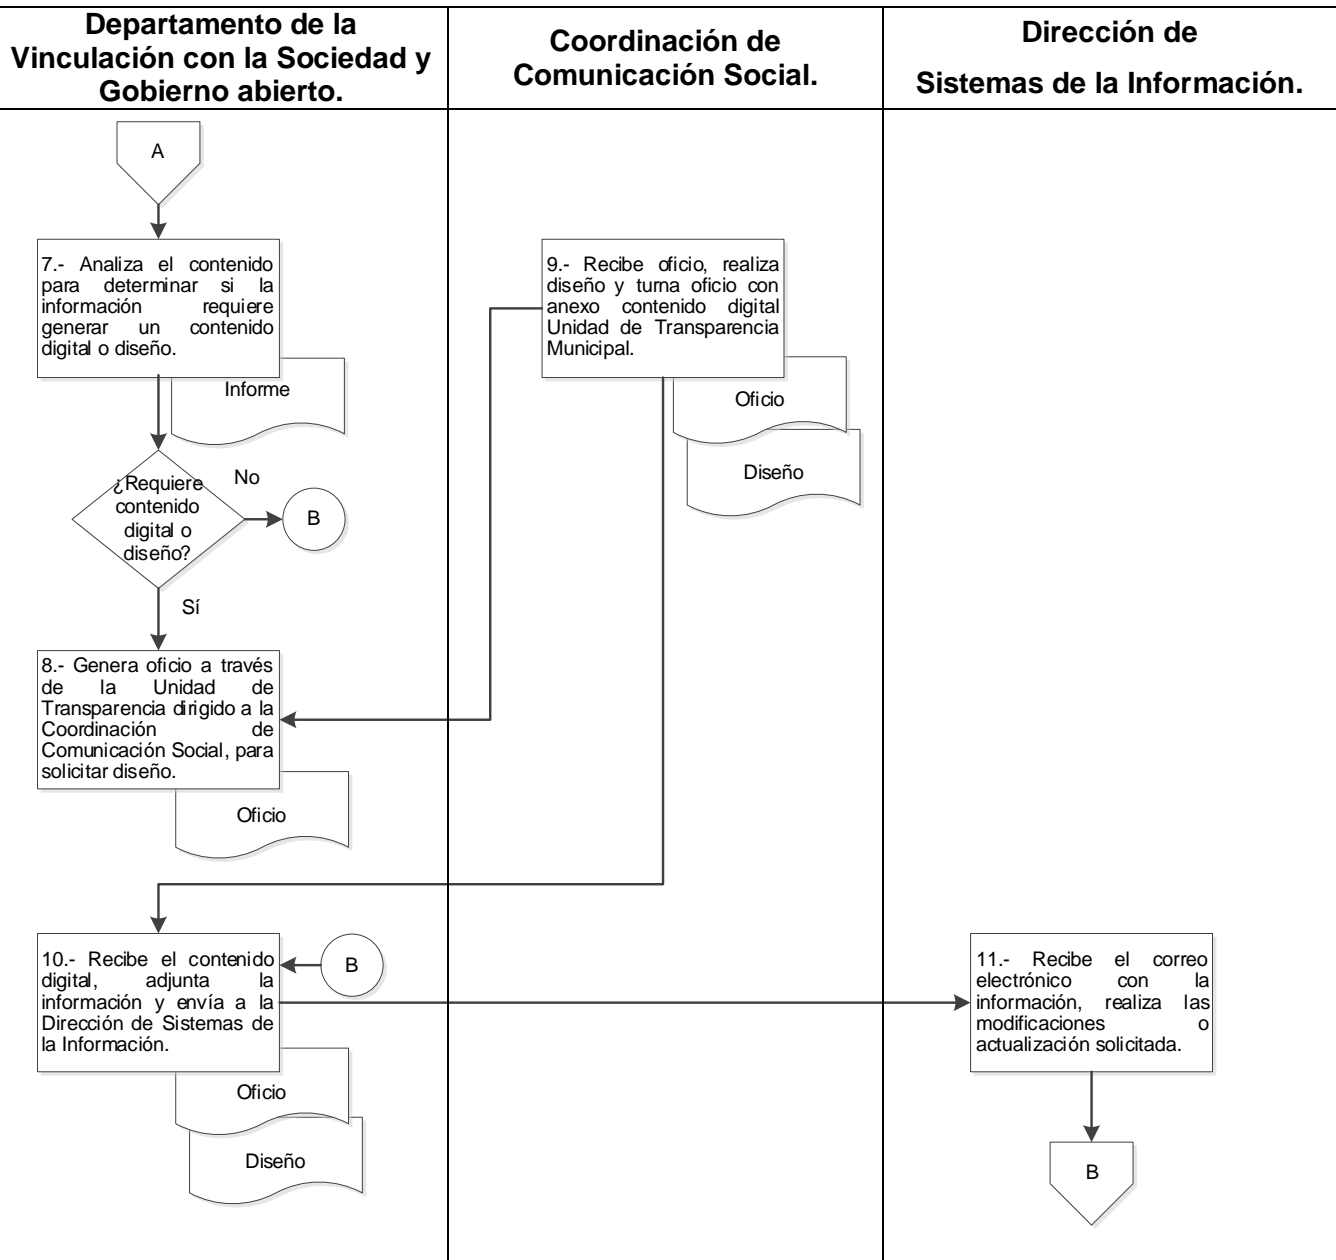 Departamento de la
Vinculación con la Sociedad y
Gobierno abierto.
Coordinación de
Comunicación Social.
Dirección de
Sistemas de la Información.
A
7.- Analiza el contenido
para determinar si la
información requiere
generar un contenido
digital o diseño.
Informe
¿Requiere
contenido
digital o
diseño?
No
B
Sí
8.- Genera oficio a través
de la Unidad de
Transparencia dirigido a la
Coordinación de
Comunicación Social, para
solicitar diseño.
Oficio
9.- Recibe oficio, realiza
diseño y turna oficio con
anexo contenido digital
Unidad de Transparencia
Municipal.
Oficio
Diseño
10.- Recibe el contenido
digital, adjunta la
información y envía a la
Dirección de Sistemas de
la Información.
B
Oficio
Diseño
11.- Recibe el correo
electrónico con la
información, realiza las
modificaciones o
actualización solicitada.
B